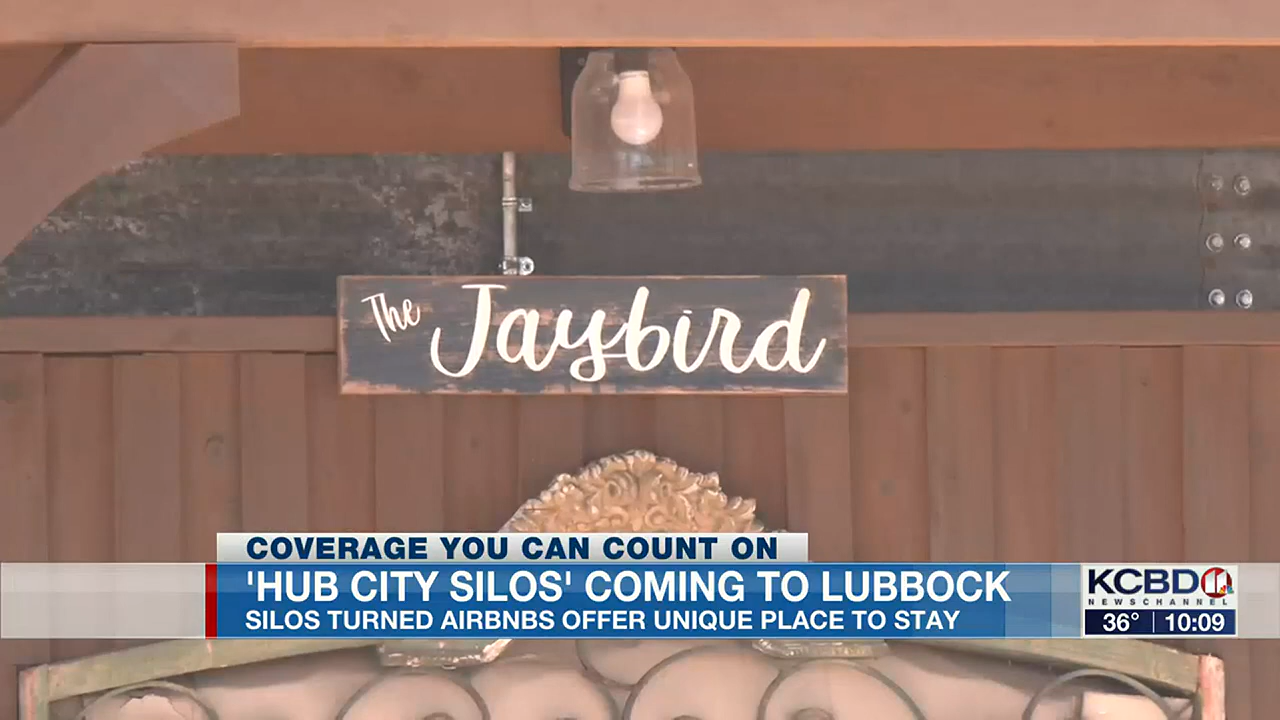 The Jaybird
COVERAGE YOU CAN COUNT ON
'HUB CITY SILOS' COMING TO LUBBOCK
SILOS TURNED AIRBNBS OFFER UNIQUE PLACE TO STAY
KCBD 11
NEWSCHANNEL
36° 10:09